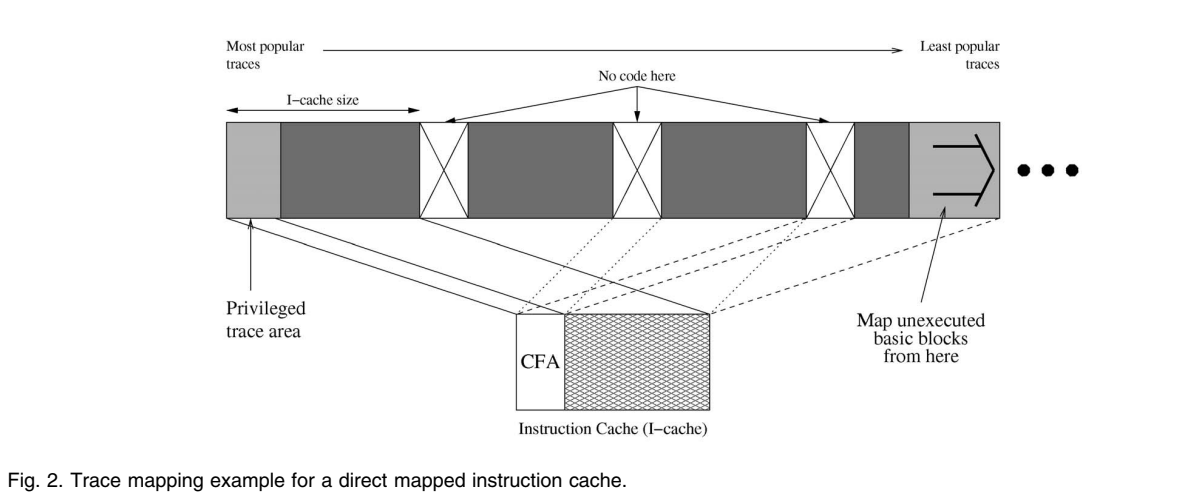 Most popular
traces
Least popular
traces
No code here
I−cache size
Privileged
trace area
Map unexecuted
basic blocks
from here
CFA
Instruction Cache (I−cache)
Fig. 2. Trace mapping example for a direct mapped instruction cache.